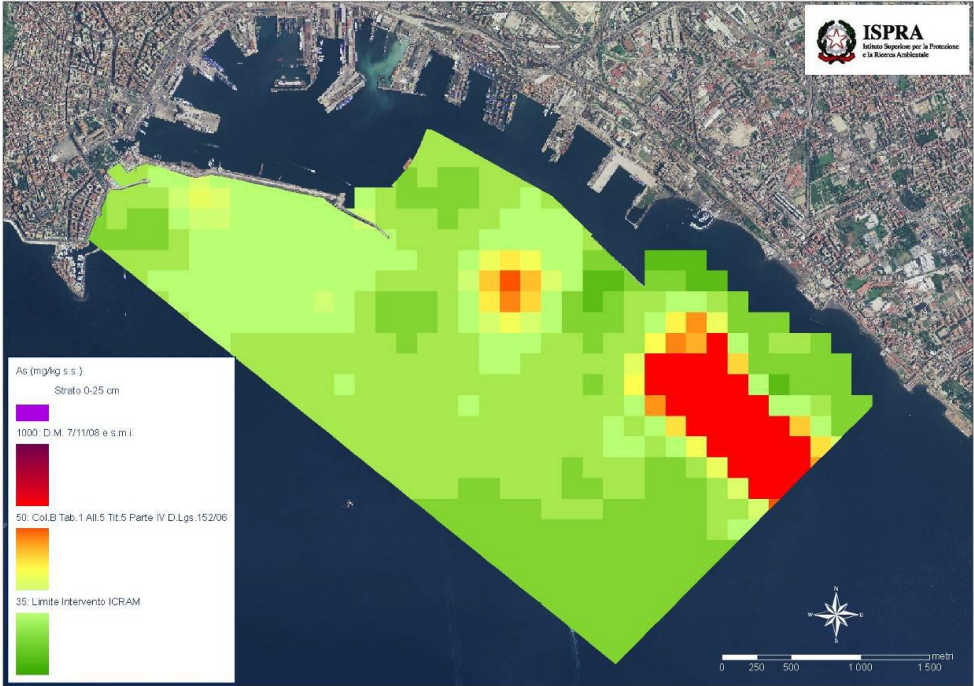 ISPRA
Istituto Superiore per la Protezione
e la Ricerca Ambientale
As (mg/kg s.s.)
Strato 0-25 cm
1000: D.M. 7/11/08 e s.m.i.
50: Col.B Tab.1 All.5 Tit.5 Parte IV D.Lgs.152/06
35: Limite Intervento ICRAM
N
W
E
S
metri
0 250 500 1 000 1 500